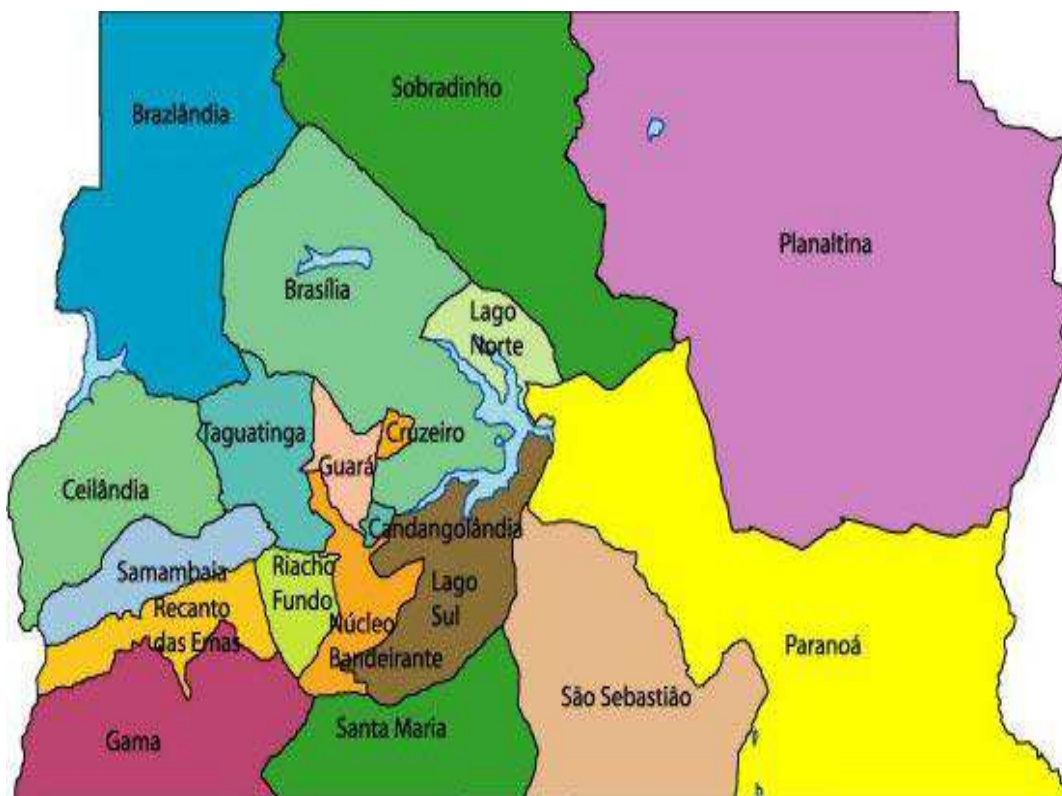 Sobradinho
Brazlândia
Planaltina
Brasília
Lago
Norte
Taguatinga
Cruzeiro
Guará
Ceilândia
Candangolândia
Samambaia
Riacho
Fundo
Lago
Sul
Recanto
das Emas
Núcleo
Bandeirante
Paranoá
São Sebastião
Santa Maria
Gama